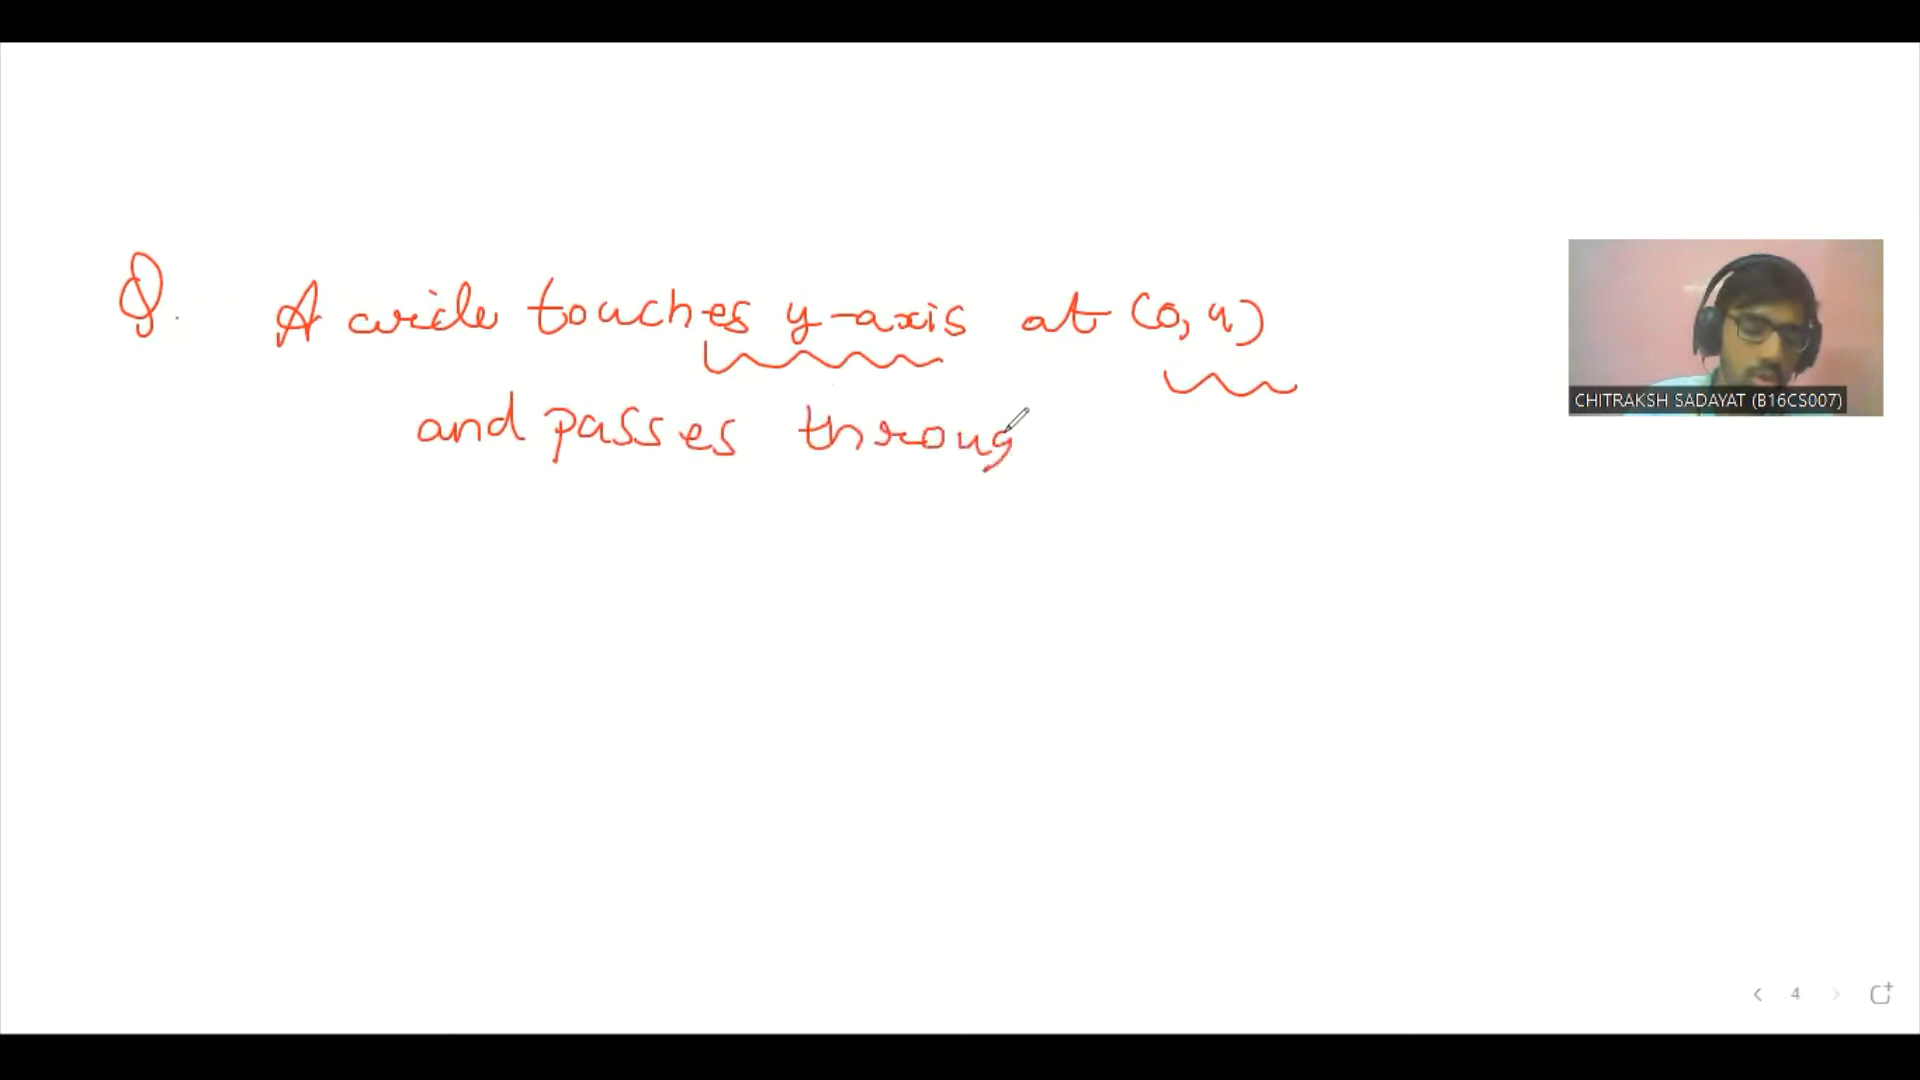 Q. A circle touches y-axis at (0, 4)
and passes throug
CHITRAKSH SADAYAT (B16CS007)
4